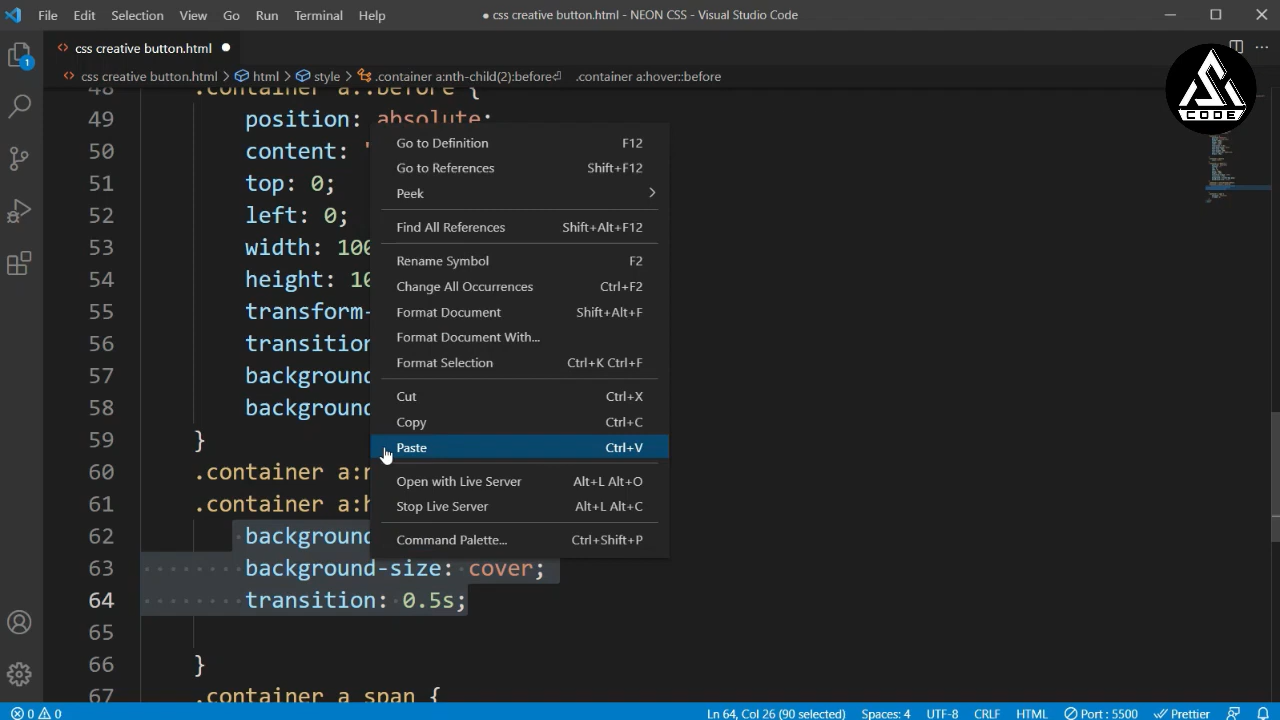 File Edit Selection View Go Run Terminal Help
● css creative button.html - NEON CSS - Visual Studio Code
css creative button.html ●
css creative button.html > html > style > .container a:nth-child(2):before⏎ .container a:hover::before
CODE
1
48 .container a::before {
49 position: absolute;
50 content: '
51 top: 0;
52 left: 0;
53 width: 100
54 height: 10
55 transform-
56 transition
57 background
58 background
59 }
60 .container a:n
61 .container a:h
62 background
63 background-size: cover;
64 transition: 0.5s;
65
66 }
67 .container a span {
Go to Definition F12
Go to References Shift+F12
Peek >
Find All References Shift+Alt+F12
Rename Symbol F2
Change All Occurrences Ctrl+F2
Format Document Shift+Alt+F
Format Document With...
Format Selection Ctrl+K Ctrl+F
Cut Ctrl+X
Copy Ctrl+C
Paste Ctrl+V
Open with Live Server Alt+L Alt+O
Stop Live Server Alt+L Alt+C
Command Palette... Ctrl+Shift+P
0 0 Ln 64, Col 26 (90 selected) Spaces: 4 UTF-8 CRLF HTML Port : 5500 Prettier